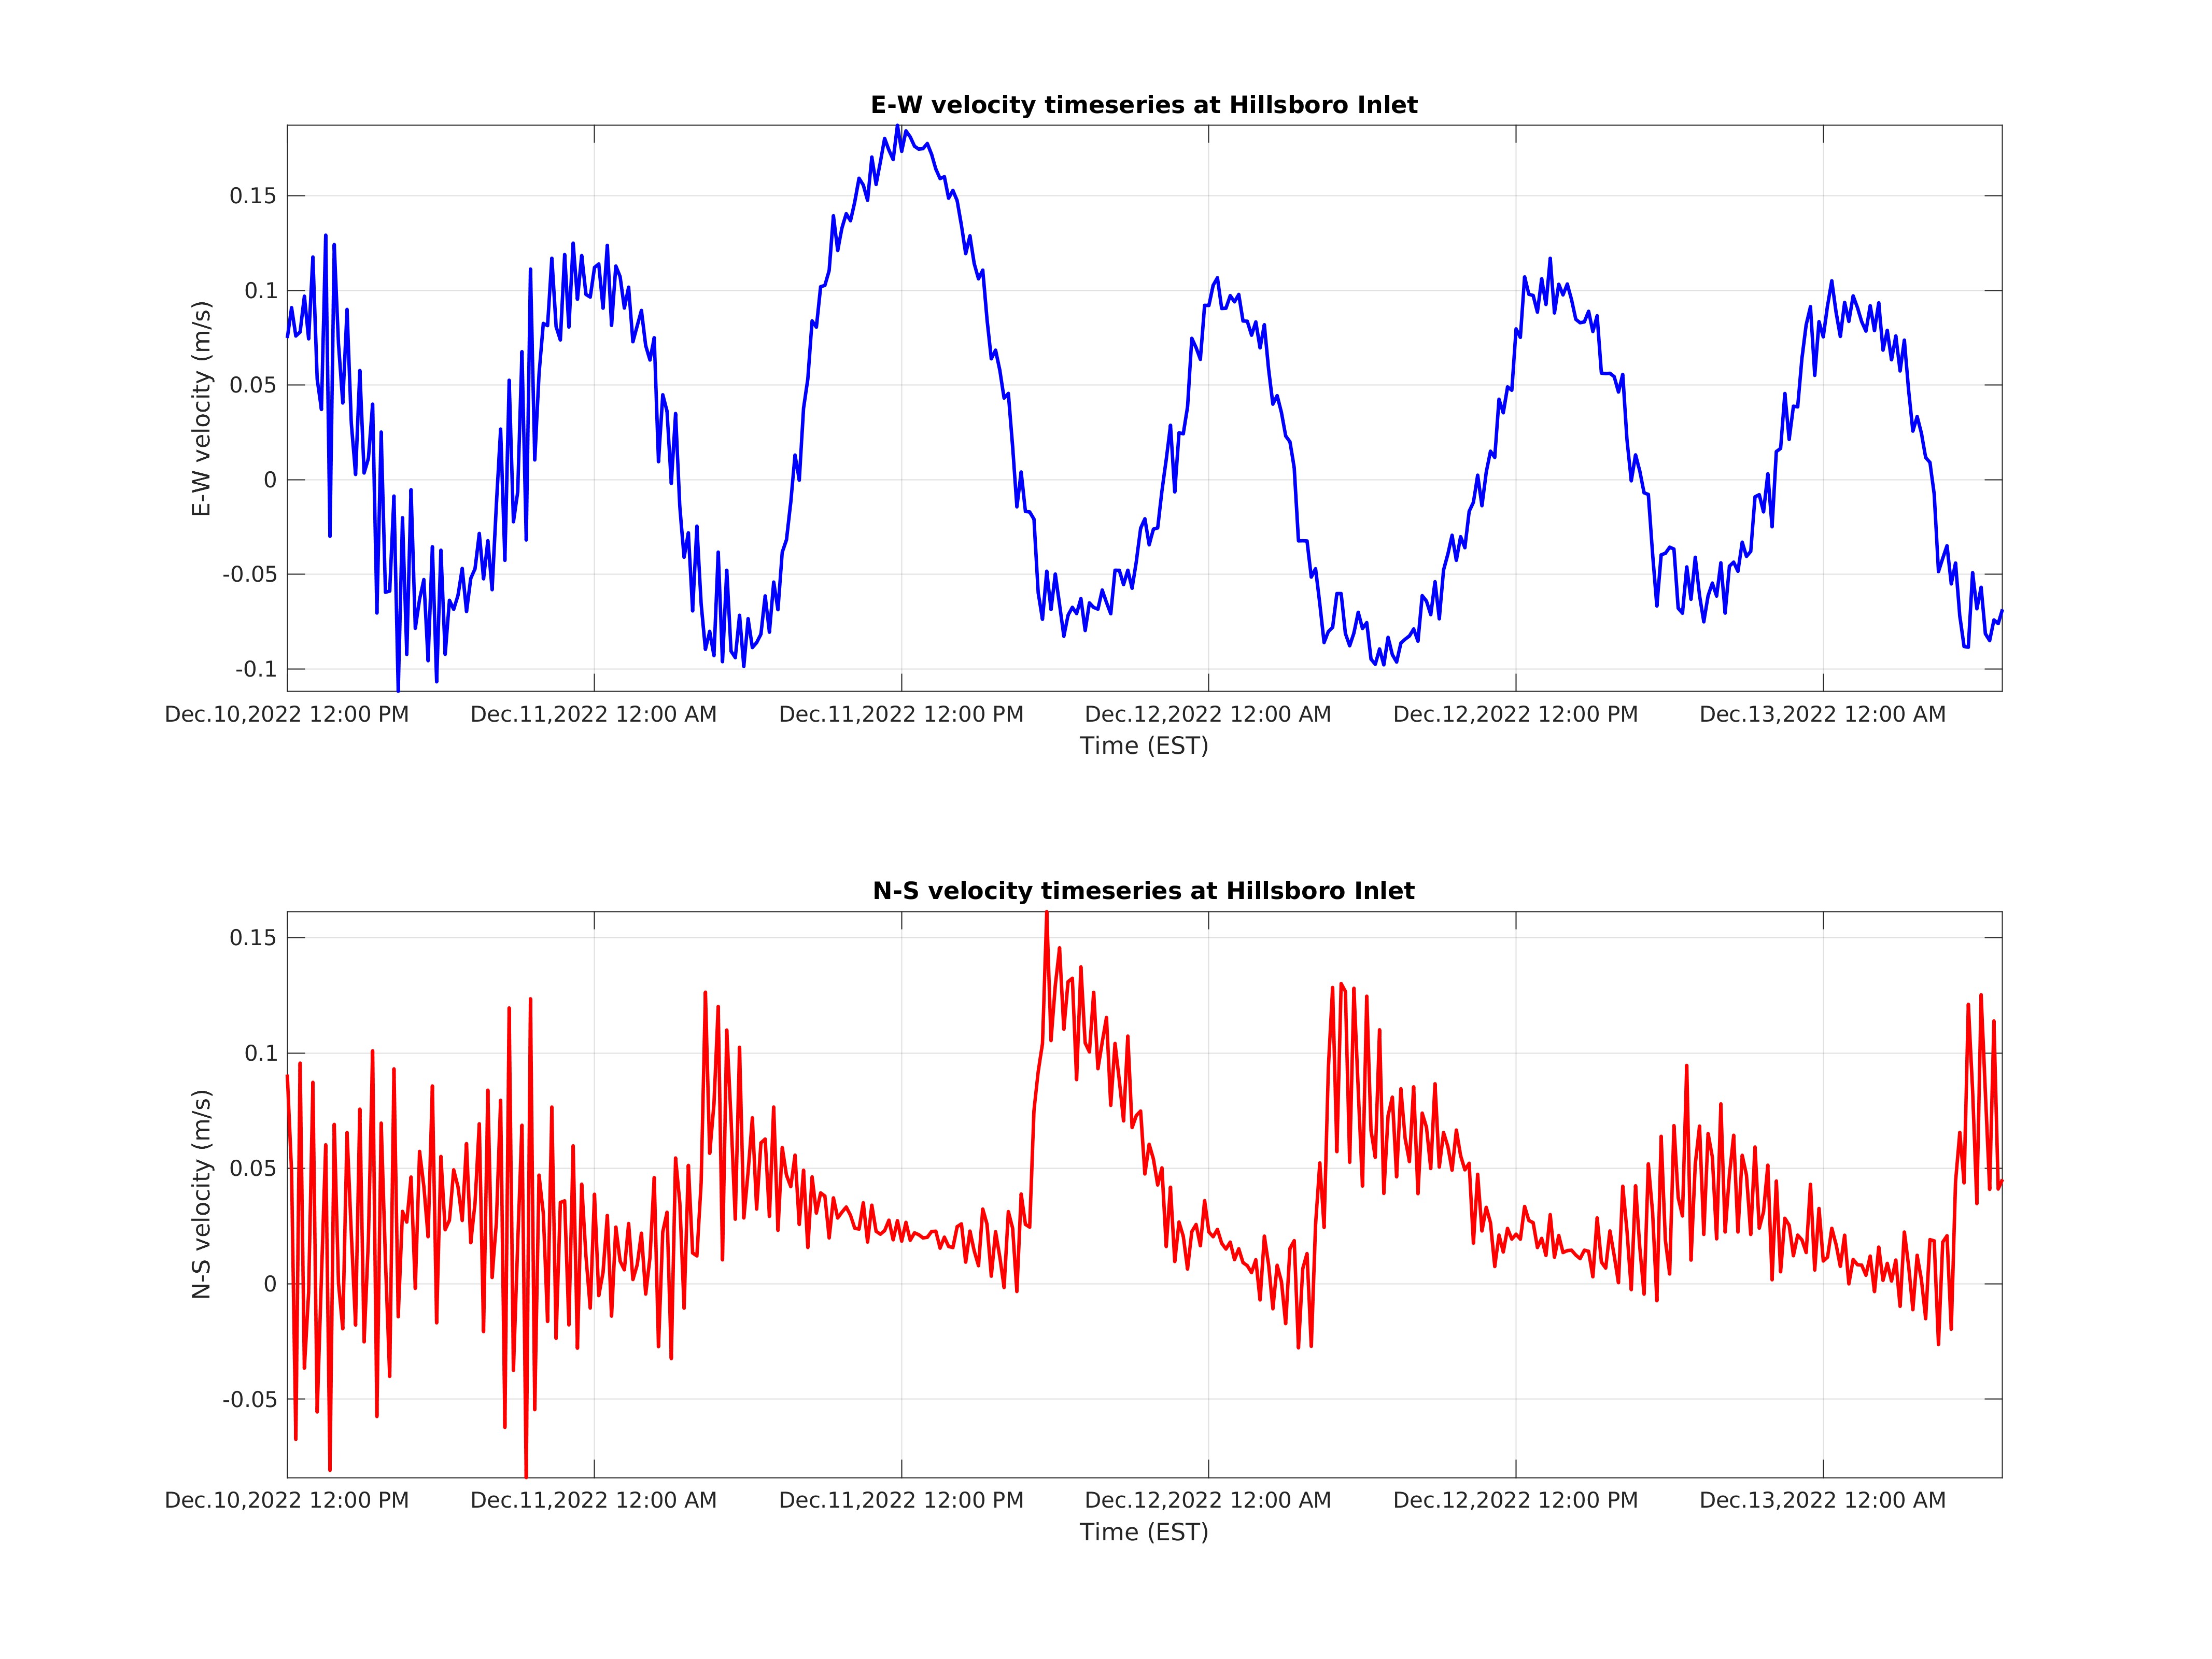 E-W velocity timeseries at Hillsboro Inlet
E-W velocity (m/s)
0.15
0.1
0.05
0
-0.05
-0.1
Dec.10,2022 12:00 PM Dec.11,2022 12:00 AM Dec.11,2022 12:00 PM Dec.12,2022 12:00 AM Dec.12,2022 12:00 PM Dec.13,2022 12:00 AM
Time (EST)
N-S velocity timeseries at Hillsboro Inlet
N-S velocity (m/s)
0.15
0.1
0.05
0
-0.05
Dec.10,2022 12:00 PM Dec.11,2022 12:00 AM Dec.11,2022 12:00 PM Dec.12,2022 12:00 AM Dec.12,2022 12:00 PM Dec.13,2022 12:00 AM
Time (EST)